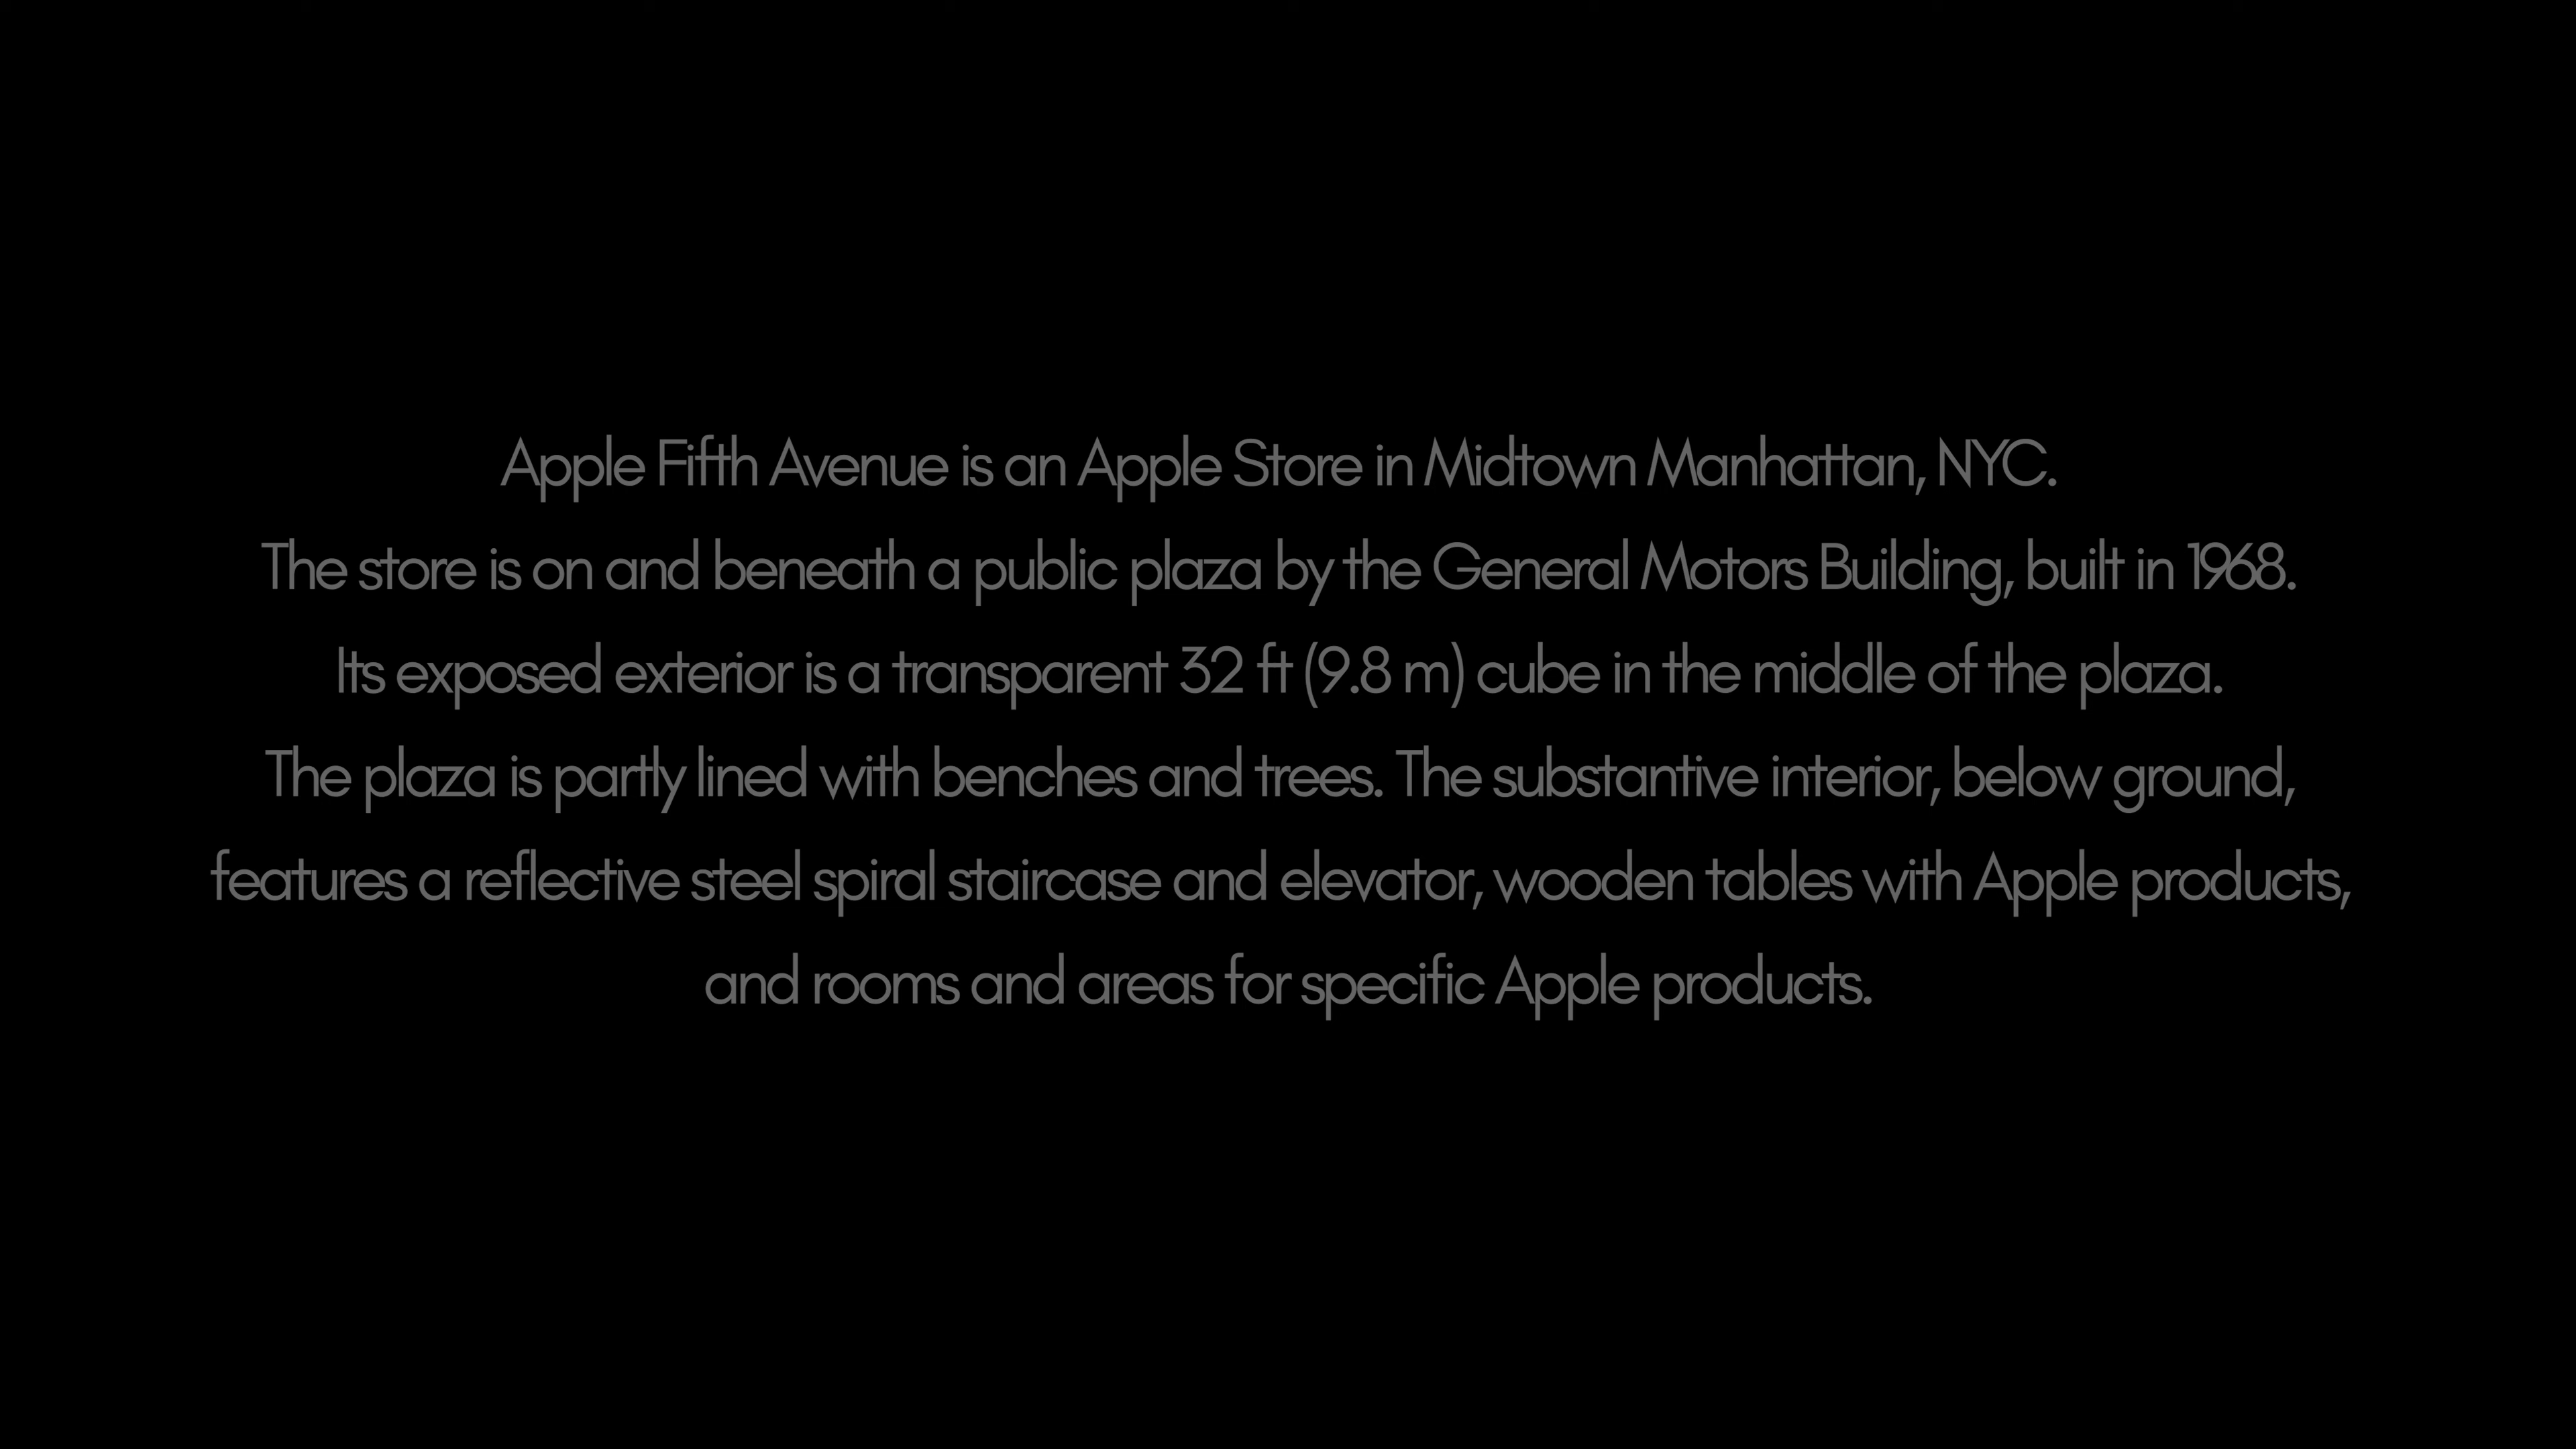 Apple Fifth Avenue is an Apple Store in Midtown Manhattan, NYC.
The store is on and beneath a public plaza by the General Motors Building, built in 1968.
Its exposed exterior is a transparent 32 ft (9.8 m) cube in the middle of the plaza.
The plaza is partly lined with benches and trees. The substantive interior, below ground,
features a reflective steel spiral staircase and elevator, wooden tables with Apple products,
and rooms and areas for specific Apple products.